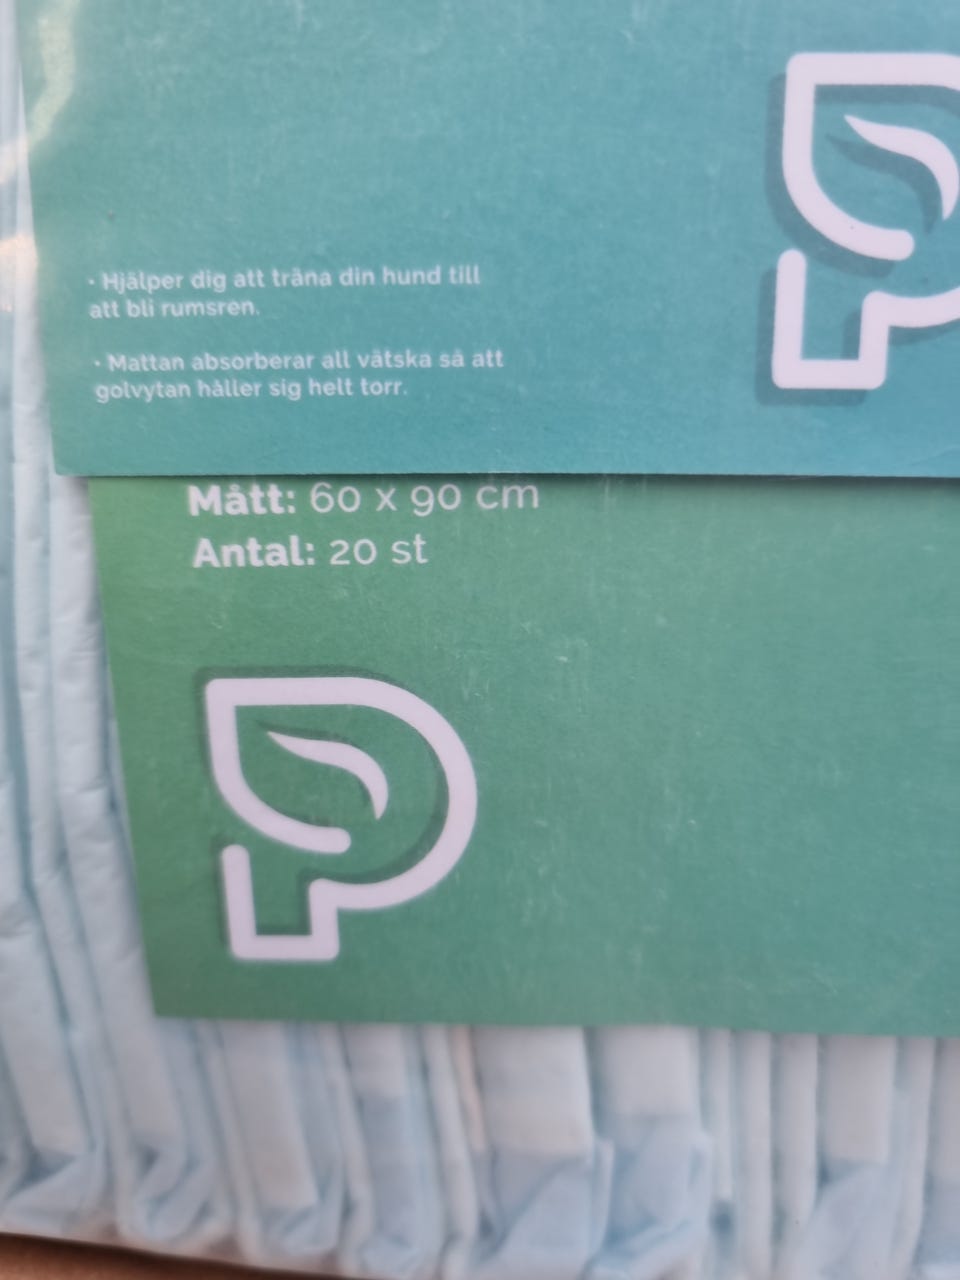 • Hjälper dig att träna din hund till
att bli rumsren.
• Mattan absorberar all vätska så att
golvytan håller sig helt torr.
Mått: 60 x 90 cm
Antal: 20 st